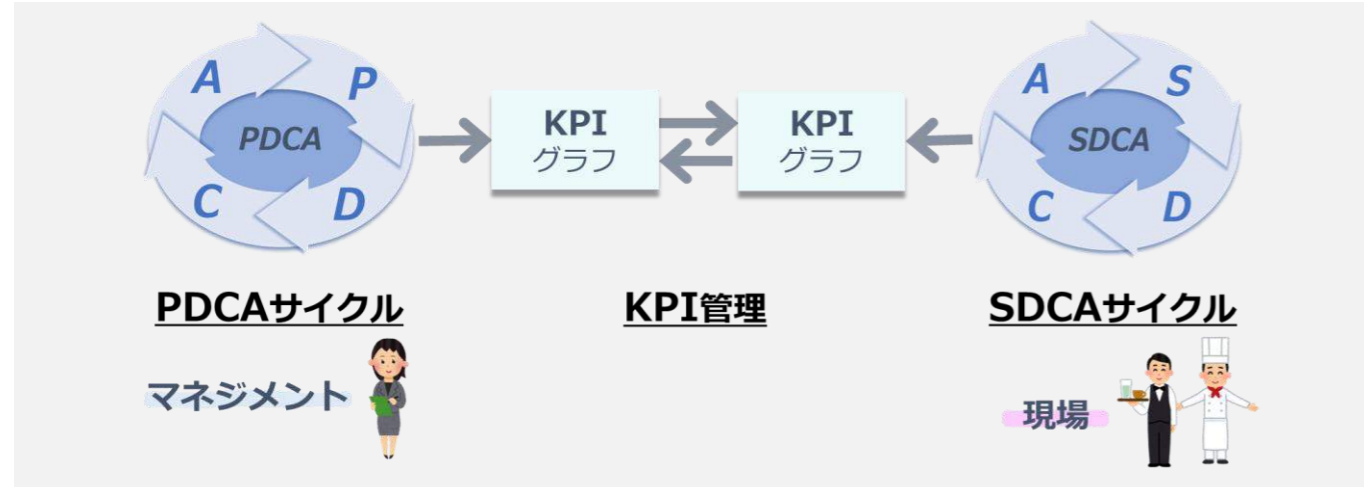 A
P
PDCA
C
D
KPI
グラフ
KPI
グラフ
A
S
SDCA
C
D
PDCAサイクル
KPI管理
SDCAサイクル
マネジメント
現場